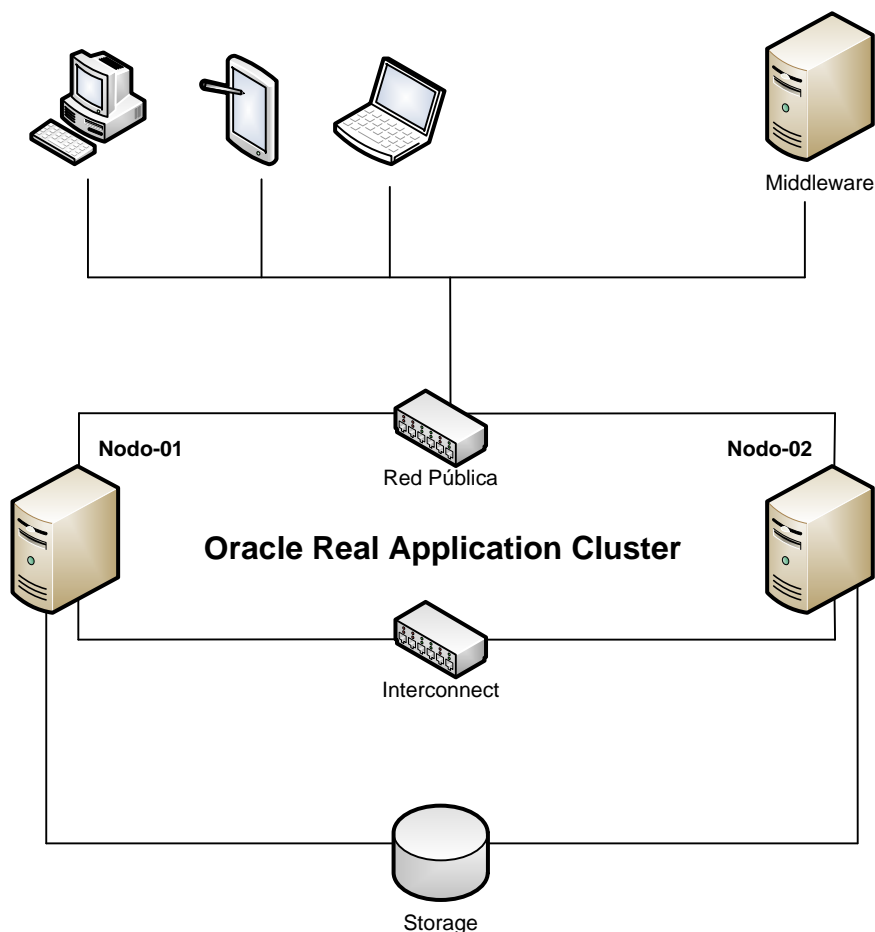 Middleware
Nodo-01
Nodo-02
Red Pública
Oracle Real Application Cluster
Interconnect
Storage